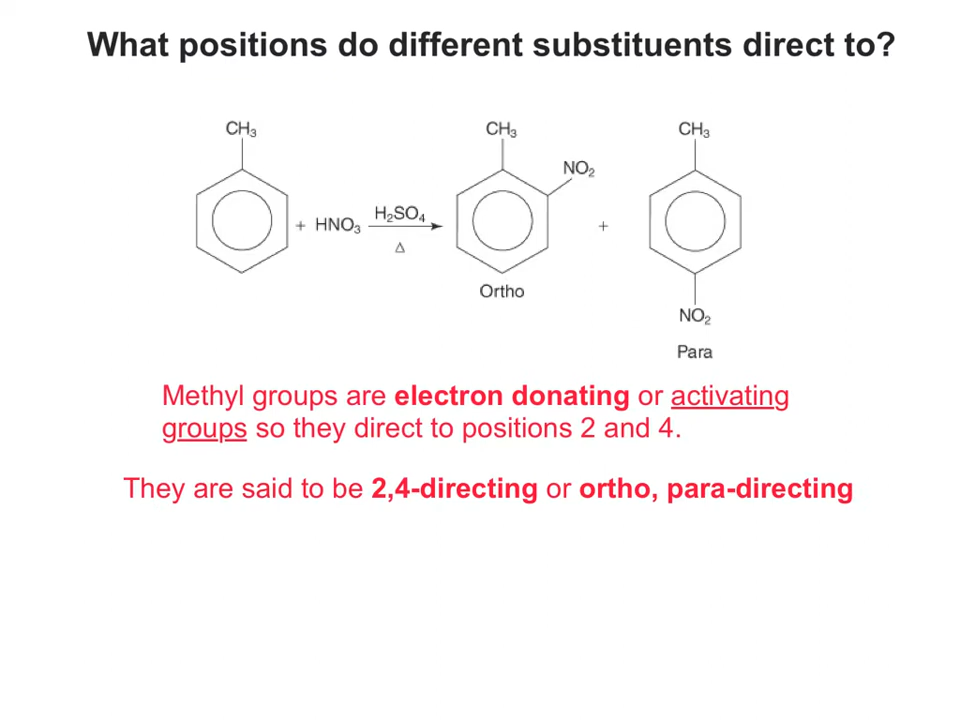 What positions do different substituents direct to?
CH₃
CH₃
CH₃
NO₂
+ HNO₃
H₂SO₄
Δ
+
Ortho
NO₂
Para
Methyl groups are electron donating or activating
groups so they direct to positions 2 and 4.
They are said to be 2,4-directing or ortho, para-directing